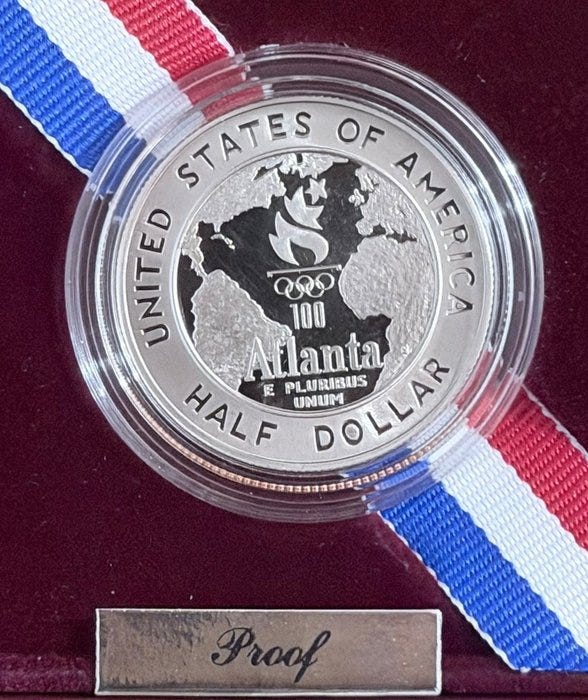 UNITED STATES OF AMERICA
100
Atlanta
E PLURIBUS
UNUM
HALF DOLLAR
Proof